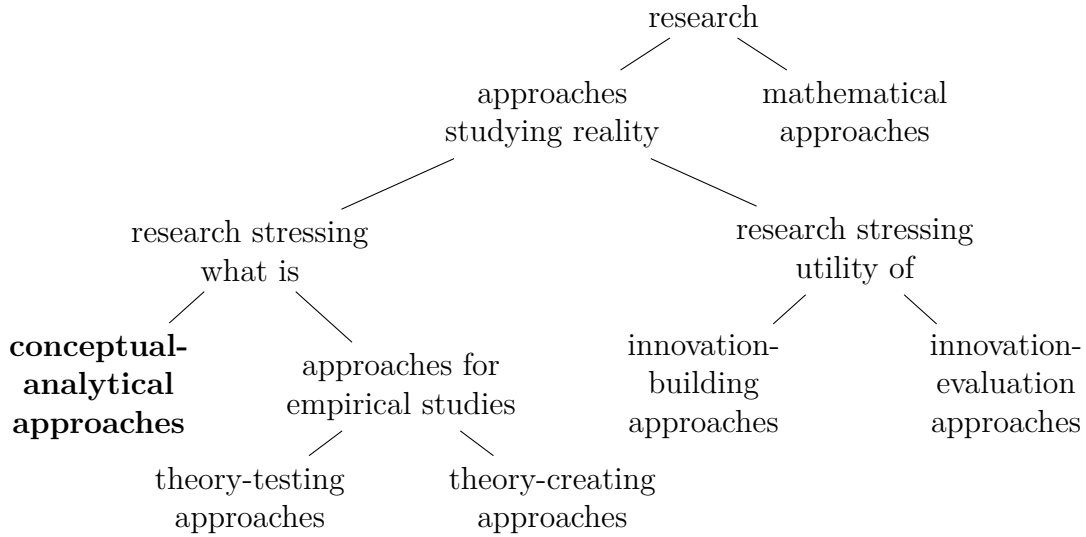 research
approaches
studying reality
mathematical
approaches
research stressing
what is
research stressing
utility of
conceptual-
analytical
approaches
approaches for
empirical studies
innovation-
building
approaches
innovation-
evaluation
approaches
theory-testing
approaches
theory-creating
approaches